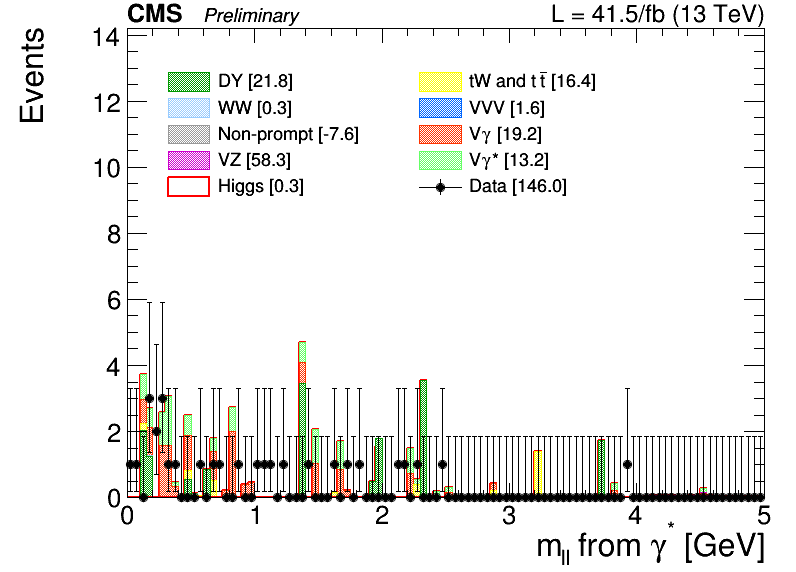 CMS Preliminary L = 41.5/fb (13 TeV)
Events
14
12
10
8
6
4
2
0
DY [21.8]
WW [0.3]
Non-prompt [-7.6]
VZ [58.3]
Higgs [0.3]
tW and t t̄ [16.4]
VVV [1.6]
Vγ [19.2]
Vγ* [13.2]
Data [146.0]
0 1 2 3 4 5
m_ll from γ* [GeV]